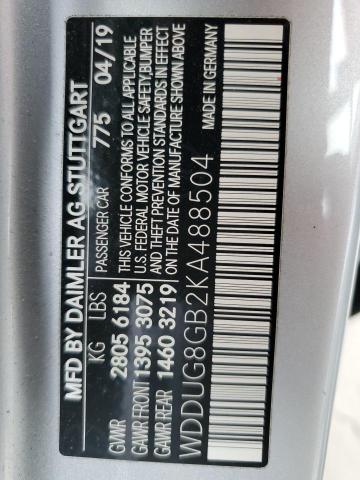 MFD BY DAIMLER AG STUTTGART
KG LBS PASSENGER CAR 775 04/19
GVWR 2805 6184 THIS VEHICLE CONFORMS TO ALL APPLICABLE
GAWR FRONT 1395 3075 U.S. FEDERAL MOTOR VEHICLE SAFETY,BUMPER
GAWR REAR 1460 3219 AND THEFT PREVENTION STANDARDS IN EFFECT
ON THE DATE OF MANUFACTURE SHOWN ABOVE
WDDUG8GB2KA488504 MADE IN GERMANY